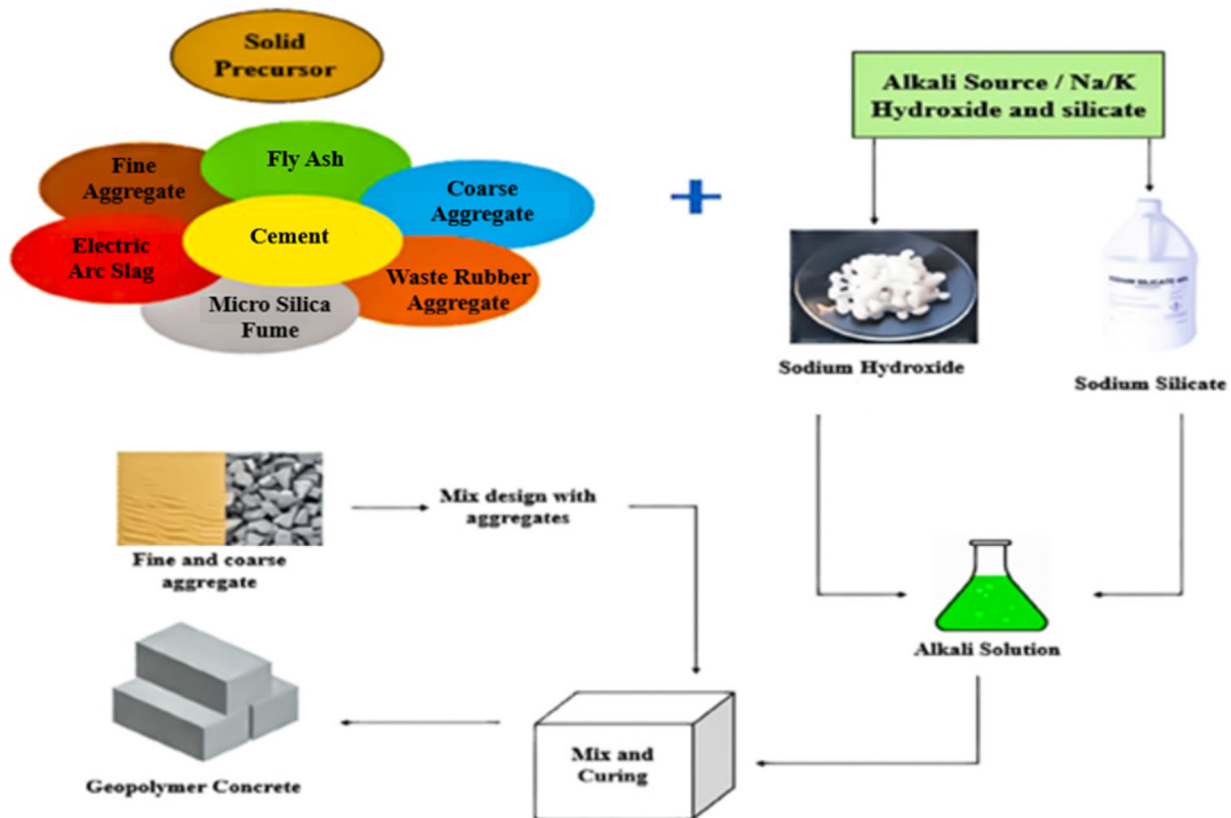 Solid
Precursor
Alkali Source / Na/K
Hydroxide and silicate
Fly Ash
Fine
Aggregate
Coarse
Aggregate
Cement
Electric
Arc Slag
Waste Rubber
Aggregate
Micro Silica
Fume
SODIUM SILICATE
Sodium Hydroxide
Sodium Silicate
Mix design with
aggregates
Fine and coarse
aggregate
Alkali Solution
Mix and
Curing
Geopolymer Concrete